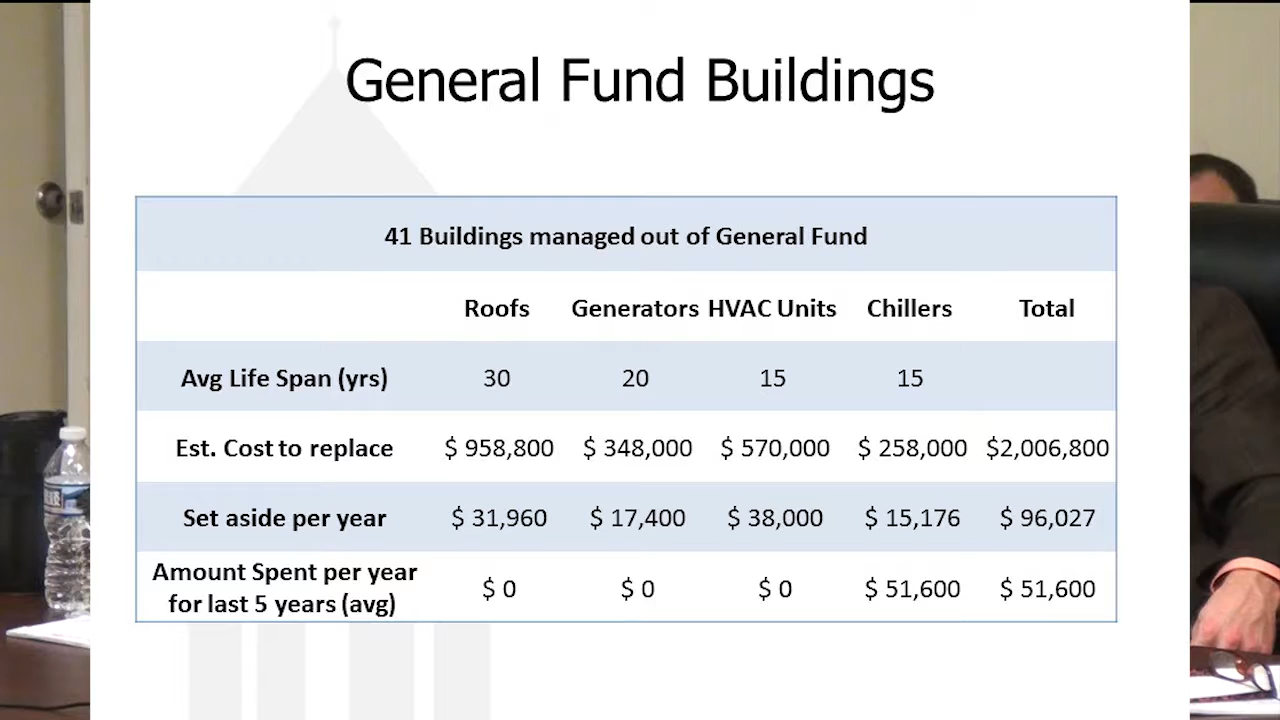 General Fund Buildings
41 Buildings managed out of General Fund
Roofs Generators HVAC Units Chillers Total
Avg Life Span (yrs) 30 20 15 15
Est. Cost to replace $ 958,800 $ 348,000 $ 570,000 $ 258,000 $2,006,800
Set aside per year $ 31,960 $ 17,400 $ 38,000 $ 15,176 $ 96,027
Amount Spent per year
for last 5 years (avg) $ 0 $ 0 $ 0 $ 51,600 $ 51,600